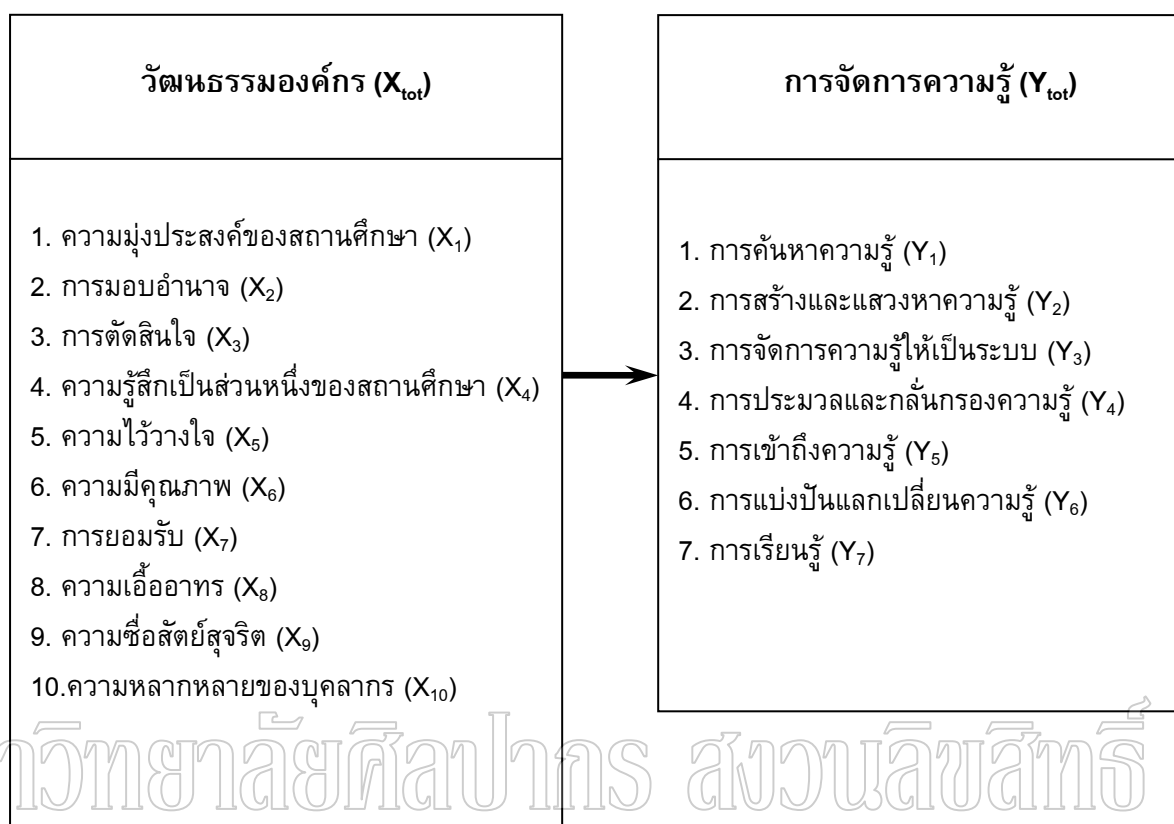 วัฒนธรรมองค์กร (Xtot)
1. ความมุ่งประสงค์ของสถานศึกษา (X1)
2. การมอบอำนาจ (X2)
3. การตัดสินใจ (X3)
4. ความรู้สึกเป็นส่วนหนึ่งของสถานศึกษา (X4)
5. ความไว้วางใจ (X5)
6. ความมีคุณภาพ (X6)
7. การยอมรับ (X7)
8. ความเอื้ออาทร (X8)
9. ความซื่อสัตย์สุจริต (X9)
10.ความหลากหลายของบุคลากร (X10)
การจัดการความรู้ (Ytot)
1. การค้นหาความรู้ (Y1)
2. การสร้างและแสวงหาความรู้ (Y2)
3. การจัดการความรู้ให้เป็นระบบ (Y3)
4. การประมวลและกลั่นกรองความรู้ (Y4)
5. การเข้าถึงความรู้ (Y5)
6. การแบ่งปันแลกเปลี่ยนความรู้ (Y6)
7. การเรียนรู้ (Y7)
าวิทยาลัยศิลปากร สงวนลิขสิทธิ์